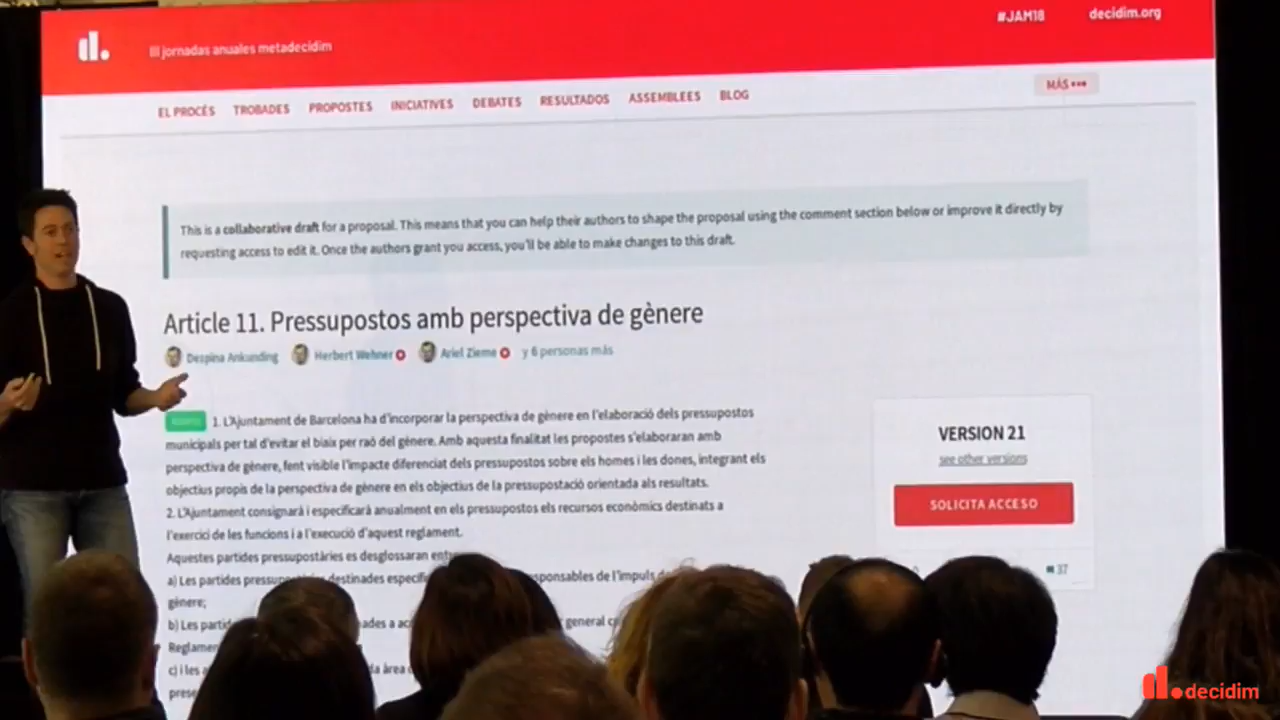 d.
III jornadas anuales metadecidim
#JAM18
decidim.org
EL PROCÉS TROBADES PROPOSTES INICIATIVES DEBATES RESULTADOS ASSEMBLEES BLOG
MÁS •••
This is a collaborative draft for a proposal. This means that you can help their authors to shape the proposal using the comment section below or improve it directly by
requesting access to edit it. Once the authors grant you access, you'll be able to make changes to this draft.
Article 11. Pressupostos amb perspectiva de gènere
Despina Ankunding Herbert Wehner Ariel Zieme y 6 personas más
1. L'Ajuntament de Barcelona ha d'incorporar la perspectiva de gènere en l'elaboració dels pressupostos
municipals per tal d'evitar el biaix per raó del gènere. Amb aquesta finalitat les propostes s'elaboraran amb
perspectiva de gènere, fent visible l'impacte diferenciat dels pressupostos sobre els homes i les dones, integrant els
objectius propis de la perspectiva de gènere en els objectius de la pressupostació orientada als resultats.
2. L'Ajuntament consignarà i especificarà anualment en els pressupostos els recursos econòmics destinats a
l'exercici de les funcions i a l'execució d'aquest reglament.
Aquestes partides pressupostàries es desglossaran
a) Les partides destinades de l'impuls
gènere;
b) Les general
Reglamen
c) i les àrea
VERSION 21
see other versions
SOLICITA ACCESO
37
d.decidim